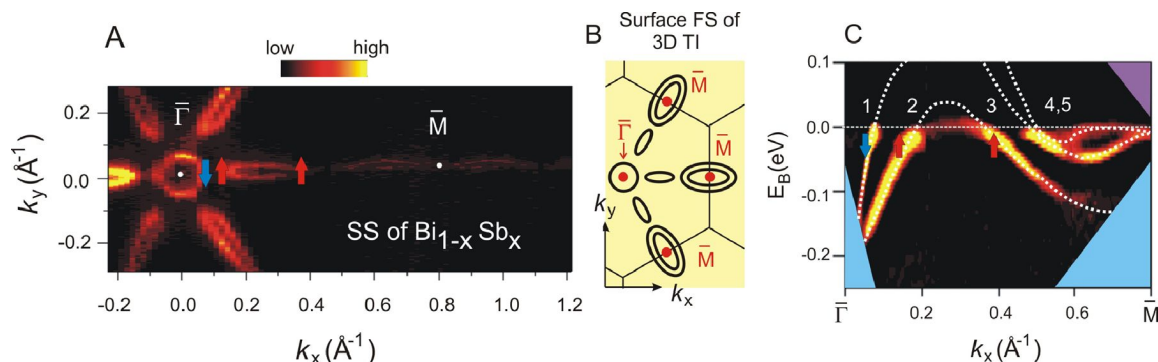 A
low high
Γ̄
M̄
k_y (Å⁻¹)
0.2
0.0
-0.2
SS of Bi₁₋ₓ Sbₓ
-0.2 0.0 0.2 0.4 0.6 0.8 1.0 1.2
k_x (Å⁻¹)
B
Surface FS of
3D TI
M̄
Γ̄
M̄
k_y
M̄
k_x
C
E_B(eV)
0.1
0.0
-0.1
-0.2
1 2 3 4,5
Γ̄ 0.2 0.4 0.6 M̄
k_x (Å⁻¹)